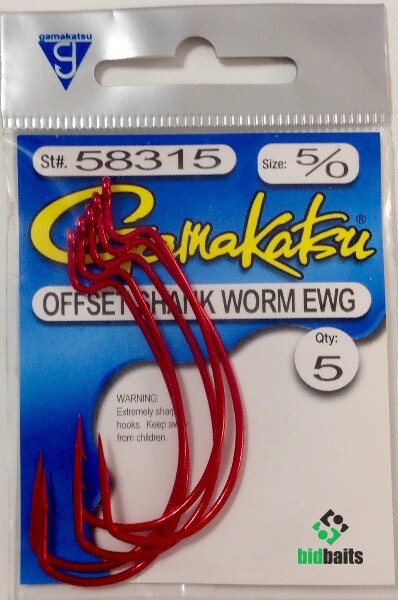 gamakatsu
St#. 58315
Size: 5/0
Gamakatsu®
OFFSET SHANK WORM EWG
Qty:
5
WARNING:
Extremely sharp
hooks. Keep away
from children.
bidbaits